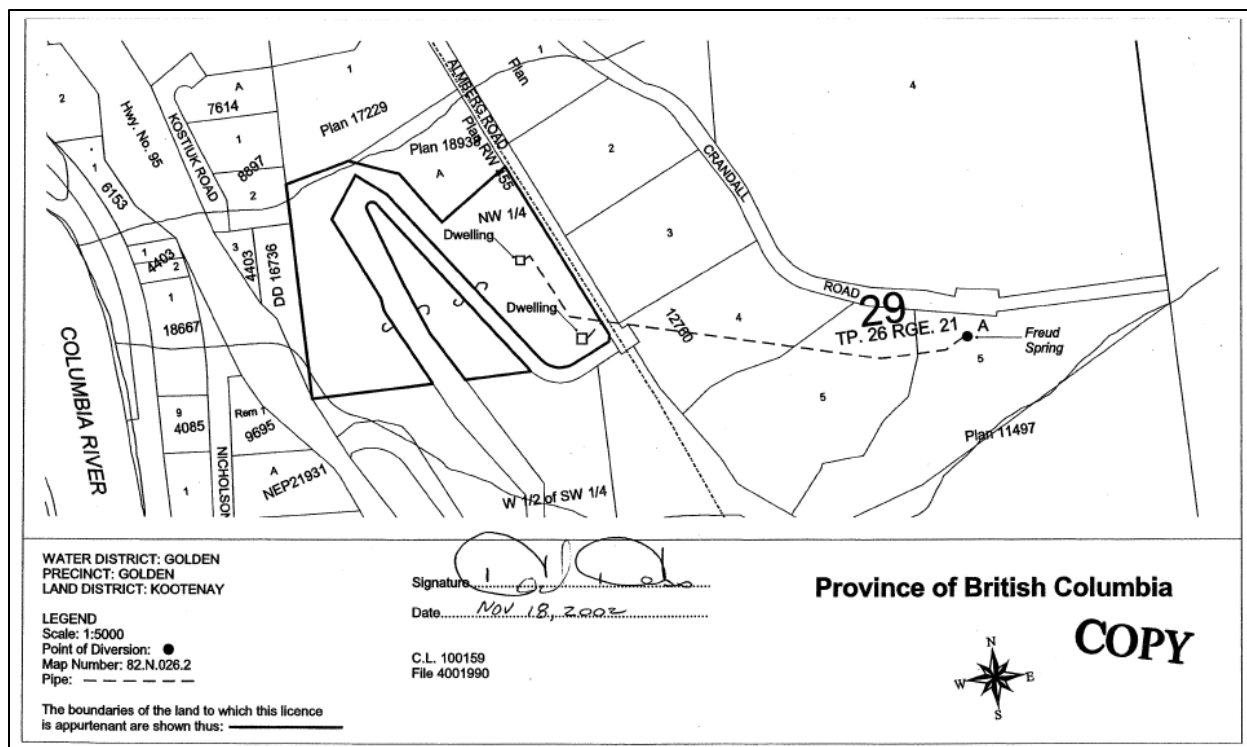 1
1
4
2
A
7614
Plan 17229
Plan
ALMBERG ROAD
Hwy. No. 95
KOSTIUK ROAD
1
8897
2
Plan 18938
A
2
CRANDALL
1
6153
NW 1/4
Dwelling
3
3
4403
DD 16736
1
4403
2
1
18667
Dwelling
ROAD
29
TP. 26 RGE. 21
A
Freud
Spring
12780
4
5
5
COLUMBIA RIVER
9
4085
Rem 1
9695
Plan 11497
A
NEP21931
1
NICHOLSON
W 1/2 of SW 1/4
WATER DISTRICT: GOLDEN
PRECINCT: GOLDEN
LAND DISTRICT: KOOTENAY
LEGEND
Scale: 1:5000
Point of Diversion:
Map Number: 82.N.026.2
Pipe:
The boundaries of the land to which this licence
is appurtenant are shown thus:
Signature
Date NOV 18, 2002
C.L. 100159
File 4001990
Province of British Columbia
COPY
N
W E
S